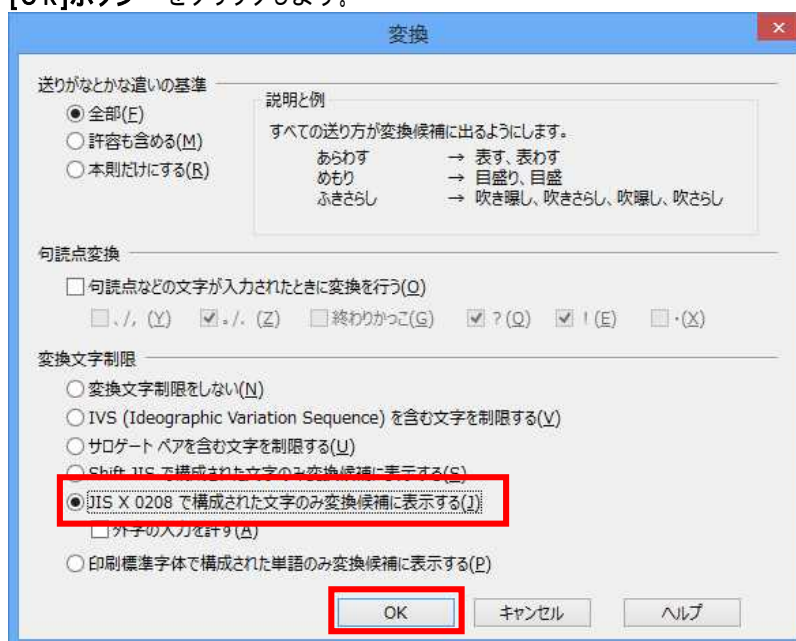 [OK]ボタン をクリックします。
変換
送りがなとかな遣いの基準
全部(F)
許容も含める(M)
本則だけにする(R)
説明と例
すべての送り方が変換候補に出るようにします。
あらわす → 表す、表わす
めもり → 目盛り、目盛
ふきさらし → 吹き曝し、吹きさらし、吹曝し、吹さらし
句読点変換
句読点などの文字が入力されたときに変換を行う(O)
、/, (Y) 。/. (Z) 終わりかっこ(G) ?(Q) !(E) ・(X)
変換文字制限
変換文字制限をしない(N)
IVS (Ideographic Variation Sequence) を含む文字を制限する(V)
サロゲート ペアを含む文字を制限する(U)
Shift JIS で構成された文字のみ変換候補に表示する(S)
JIS X 0208 で構成された文字のみ変換候補に表示する(J)
外字の入力を許す(A)
印刷標準字体で構成された単語のみ変換候補に表示する(P)
OK キャンセル ヘルプ